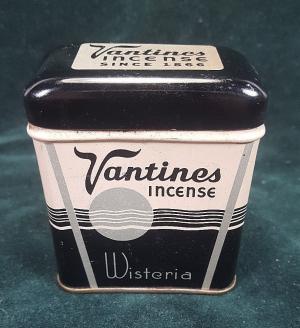 Vantines
INCENSE
SINCE 1866
Vantines
INCENSE
Wisteria